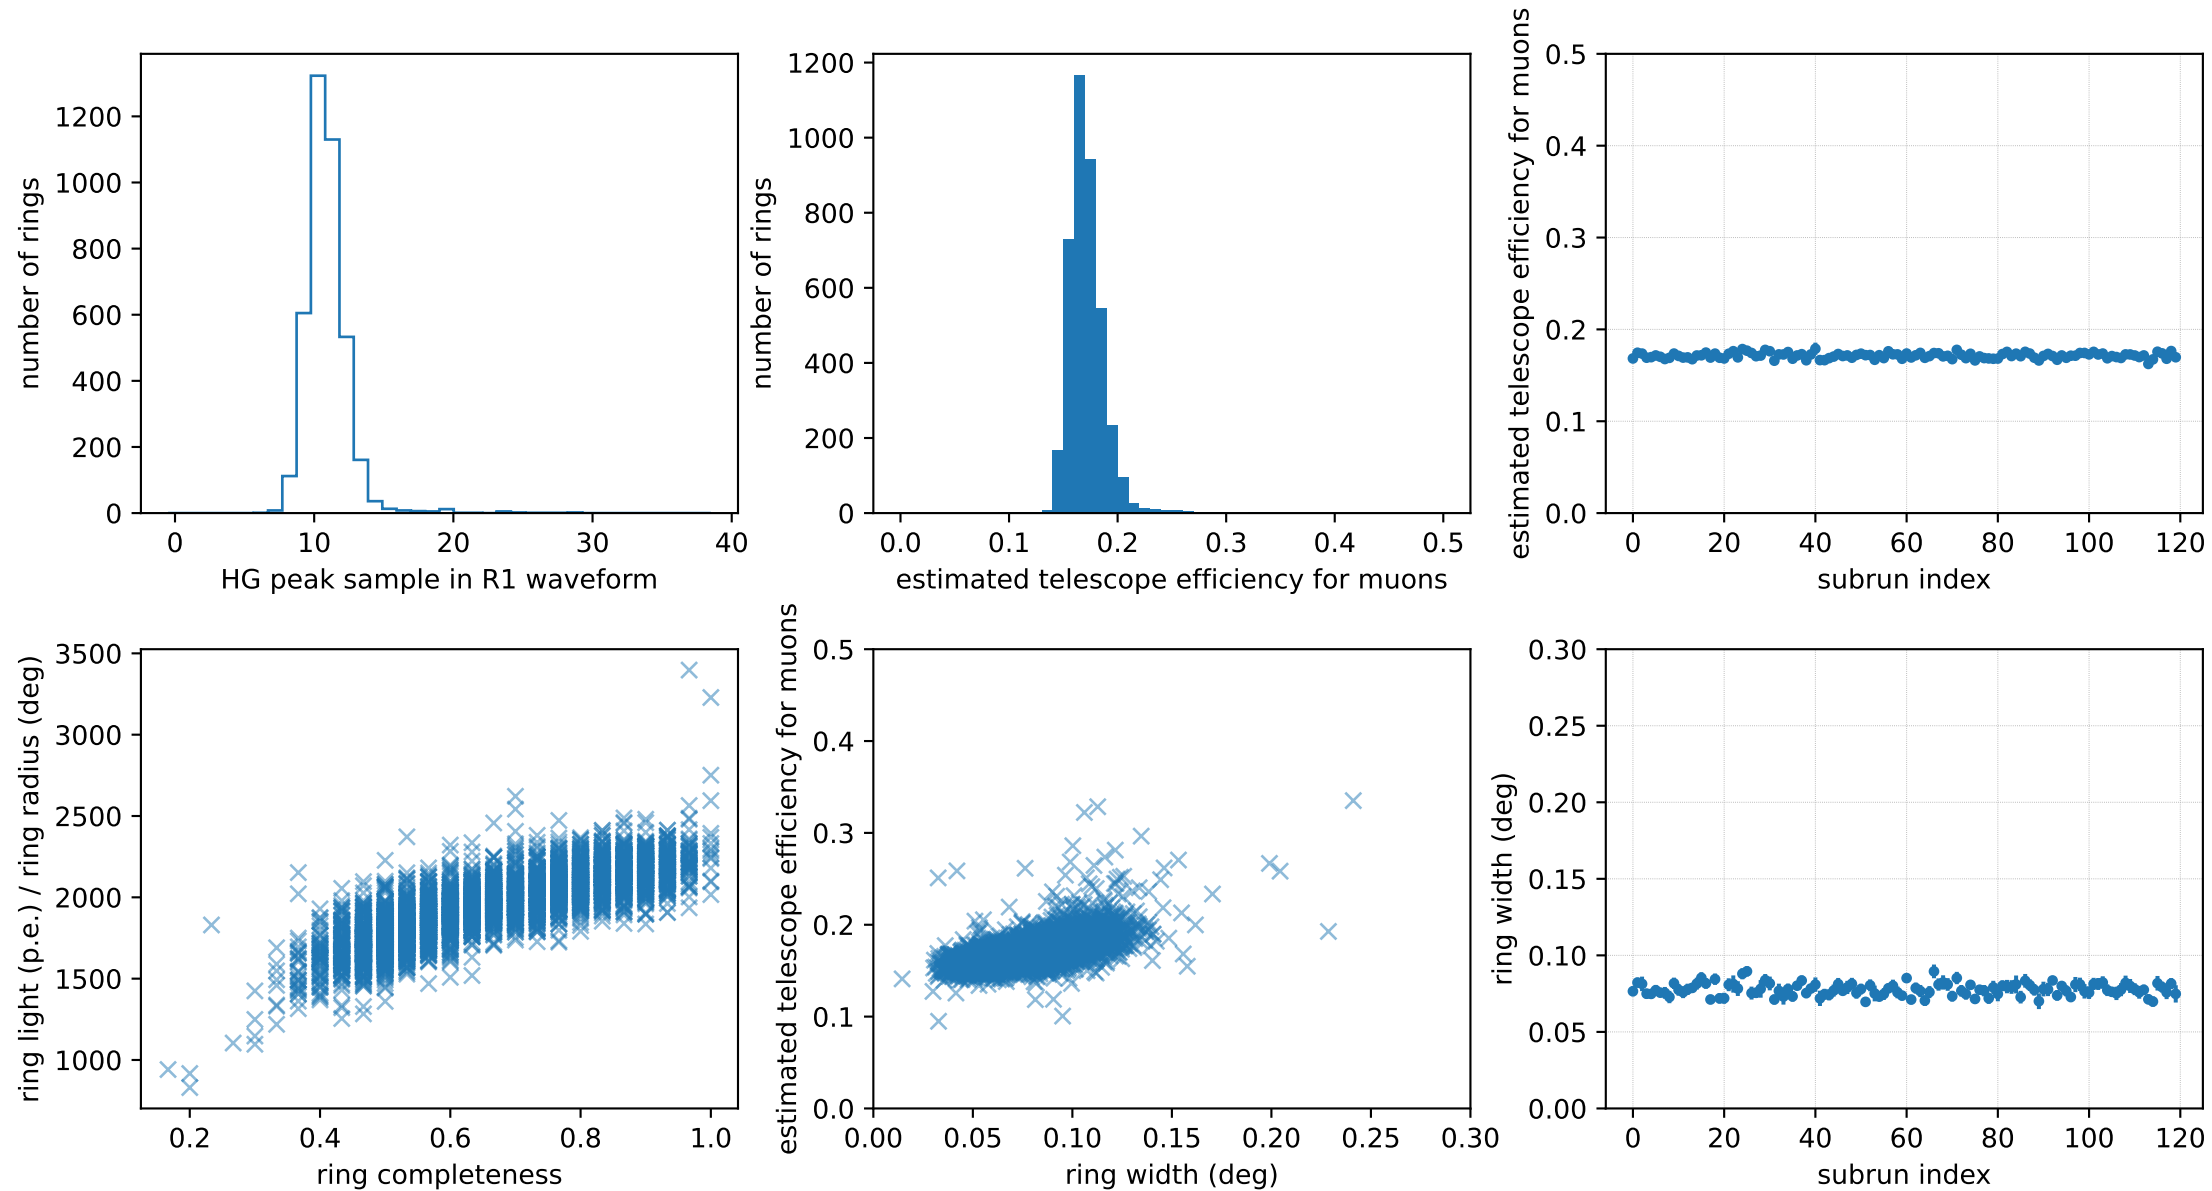 number of rings
1200
1000
800
600
400
200
0
0 10 20 30 40
HG peak sample in R1 waveform
number of rings
1200
1000
800
600
400
200
0
0.0 0.1 0.2 0.3 0.4 0.5
estimated telescope efficiency for muons
estimated telescope efficiency for muons
0.5
0.4
0.3
0.2
0.1
0.0
0 20 40 60 80 100 120
subrun index
ring light (p.e.) / ring radius (deg)
3500
3000
2500
2000
1500
1000
0.2 0.4 0.6 0.8 1.0
ring completeness
estimated telescope efficiency for muons
0.5
0.4
0.3
0.2
0.1
0.0
0.00 0.05 0.10 0.15 0.20 0.25 0.30
ring width (deg)
ring width (deg)
0.30
0.25
0.20
0.15
0.10
0.05
0.00
0 20 40 60 80 100 120
subrun index